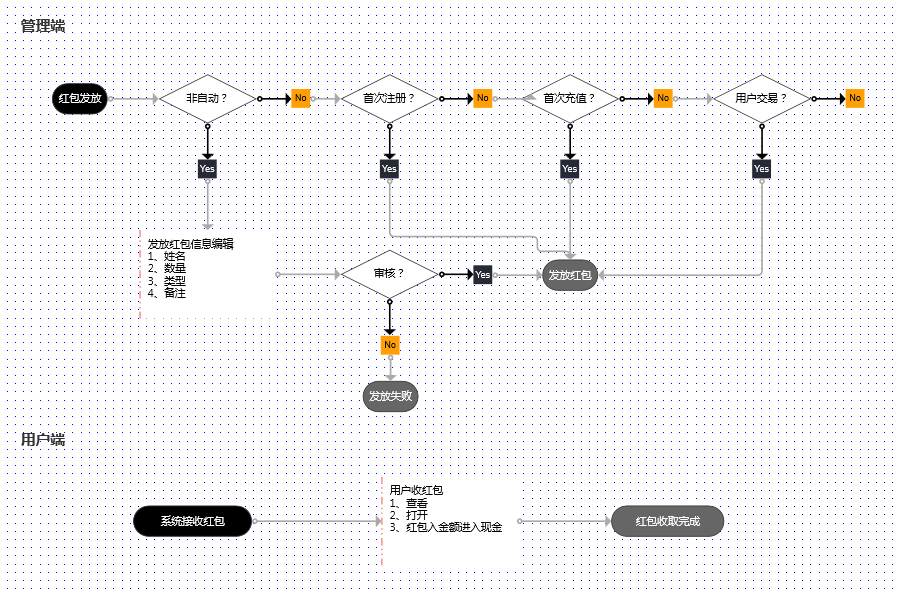 管理端
红包发放
非自动？
No
首次注册？
No
首次充值？
No
用户交易？
No
Yes
Yes
Yes
Yes
发放红包信息编辑
1、姓名
2、数量
3、类型
4、备注
审核？
Yes
发放红包
No
发放失败
用户端
系统接收红包
用户收红包
1、查看
2、打开
3、红包入金额进入现金
红包收取完成